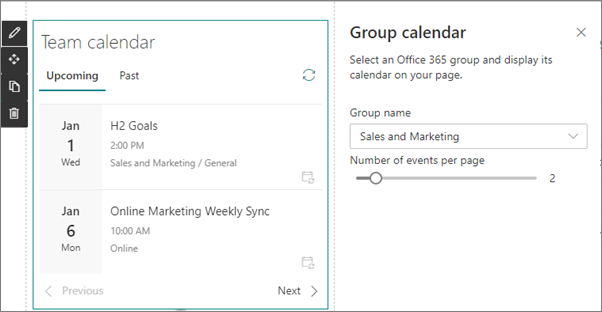 Team calendar
Upcoming Past
Jan
1
Wed
H2 Goals
2:00 PM
Sales and Marketing / General
Jan
6
Mon
Online Marketing Weekly Sync
10:00 AM
Online
Previous Next
Group calendar
Select an Office 365 group and display its
calendar on your page.
Group name
Sales and Marketing
Number of events per page
2